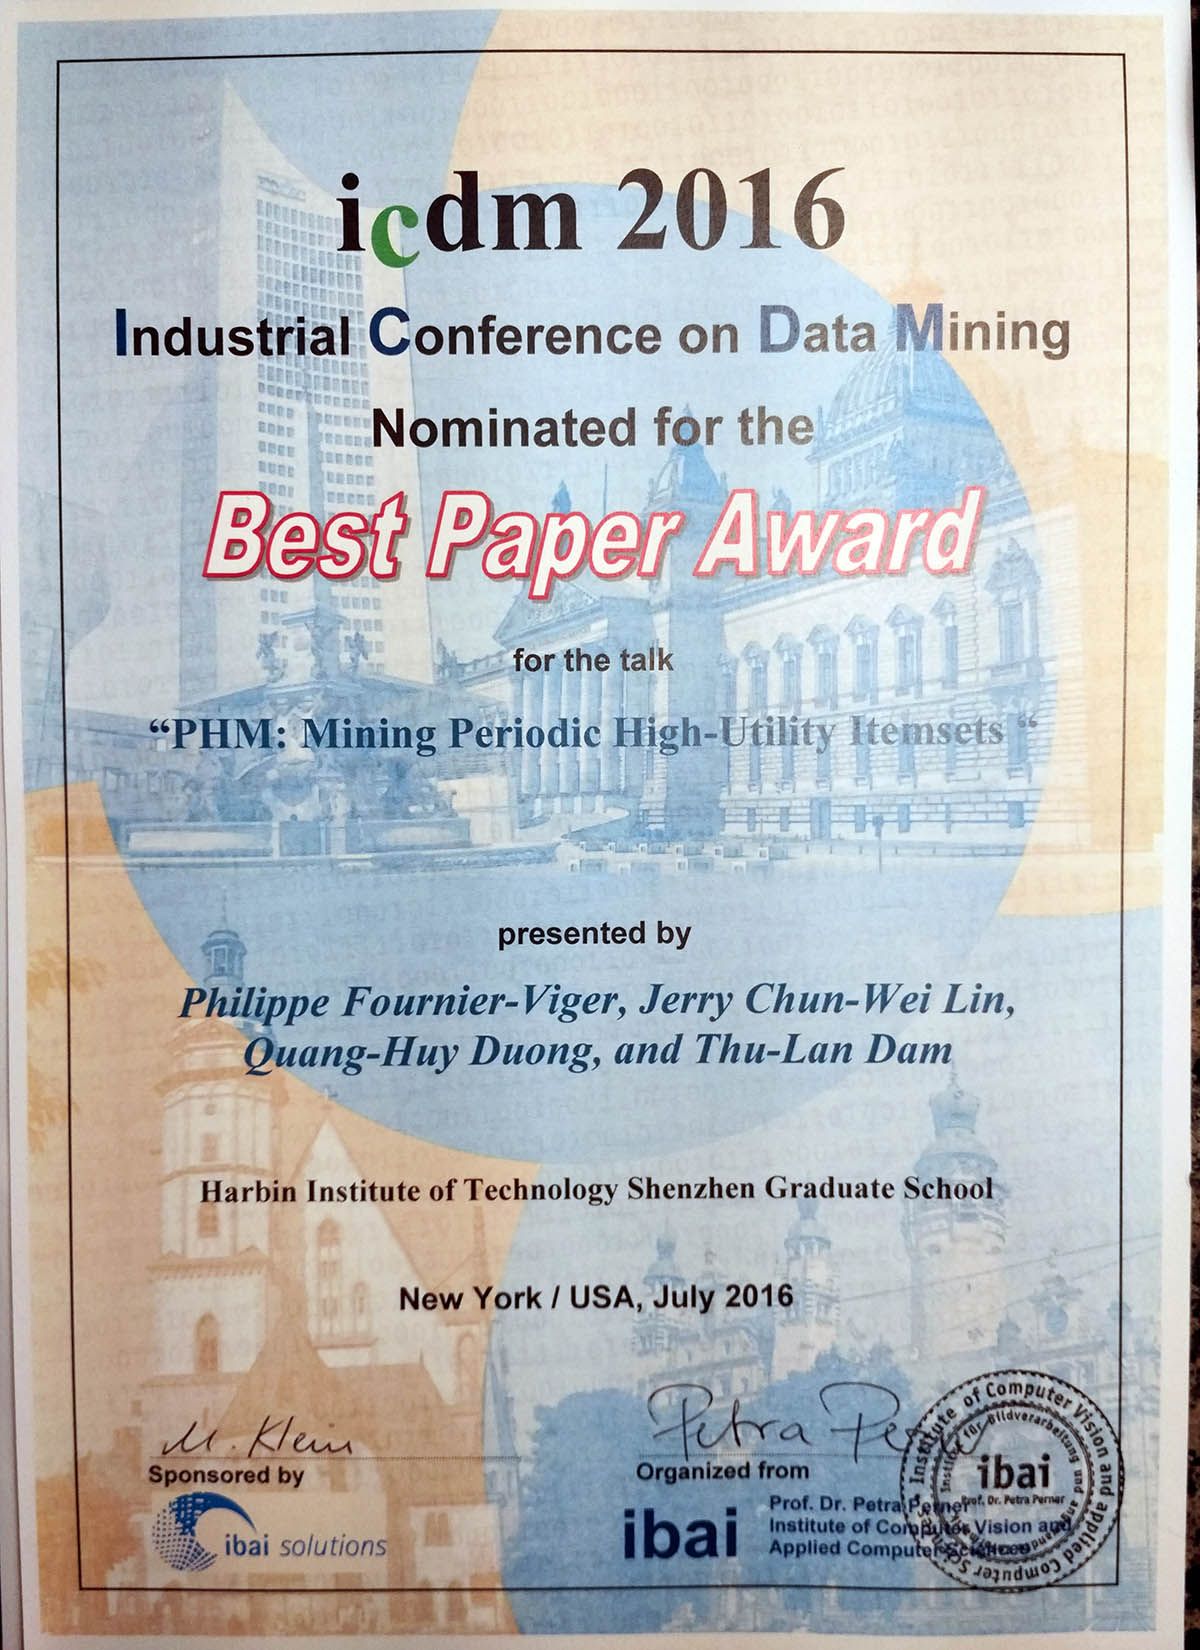 icdm 2016
Industrial Conference on Data Mining
Nominated for the
Best Paper Award
for the talk
“PHM: Mining Periodic High-Utility Itemsets “
presented by
Philippe Fournier-Viger, Jerry Chun-Wei Lin,
Quang-Huy Duong, and Thu-Lan Dam
Harbin Institute of Technology Shenzhen Graduate School
New York / USA, July 2016
M. Klein
Petra Perner
Sponsored by
Organized from
ibai solutions
ibai
Prof. Dr. Petra Perner
Institute of Computer Vision and
Applied Computer Sciences
Institute of Computer Vision and applied Computer Sciences
Institut für Bildverarbeitung und
ibai
Prof. Dr. Petra Perner